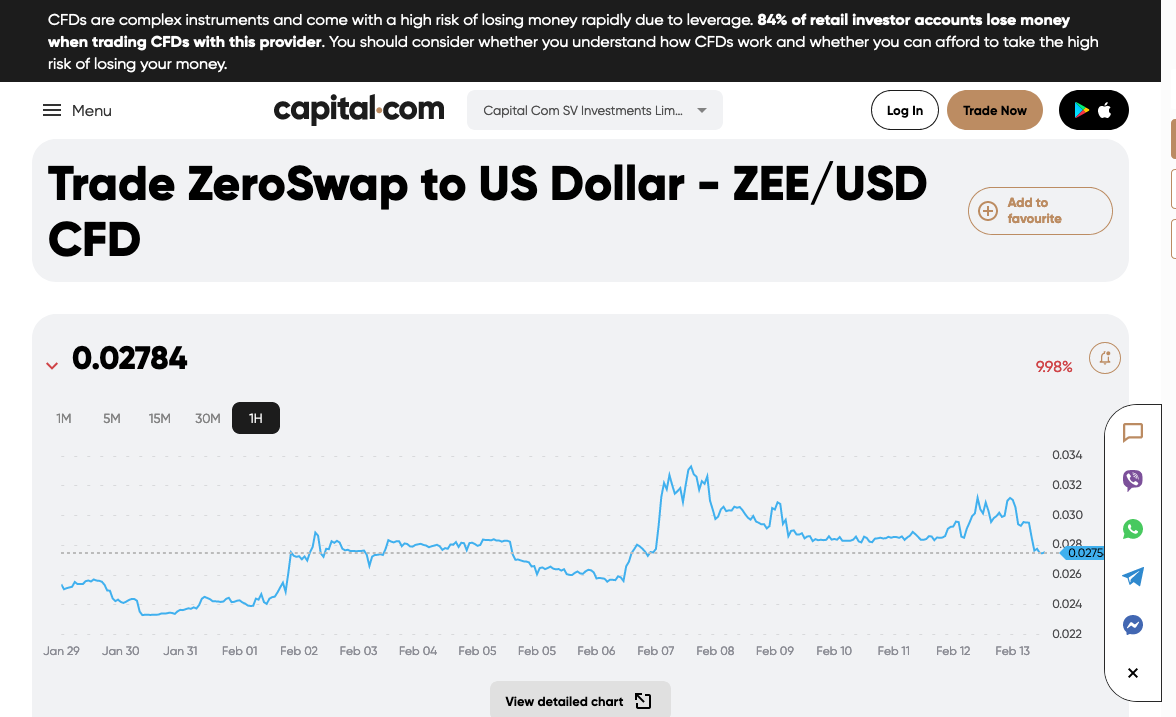 CFDs are complex instruments and come with a high risk of losing money rapidly due to leverage. 84% of retail investor accounts lose money
when trading CFDs with this provider. You should consider whether you understand how CFDs work and whether you can afford to take the high
risk of losing your money.
Menu
capital.com
Capital Com SV Investments Lim...
Log In
Trade Now
Trade ZeroSwap to US Dollar - ZEE/USD
CFD
Add to
favourite
0.02784
9.98%
1M 5M 15M 30M 1H
0.034
0.032
0.030
0.028
0.0275
0.026
0.024
0.022
Jan 29 Jan 30 Jan 31 Feb 01 Feb 02 Feb 03 Feb 04 Feb 05 Feb 05 Feb 06 Feb 07 Feb 08 Feb 09 Feb 10 Feb 11 Feb 12 Feb 13
View detailed chart